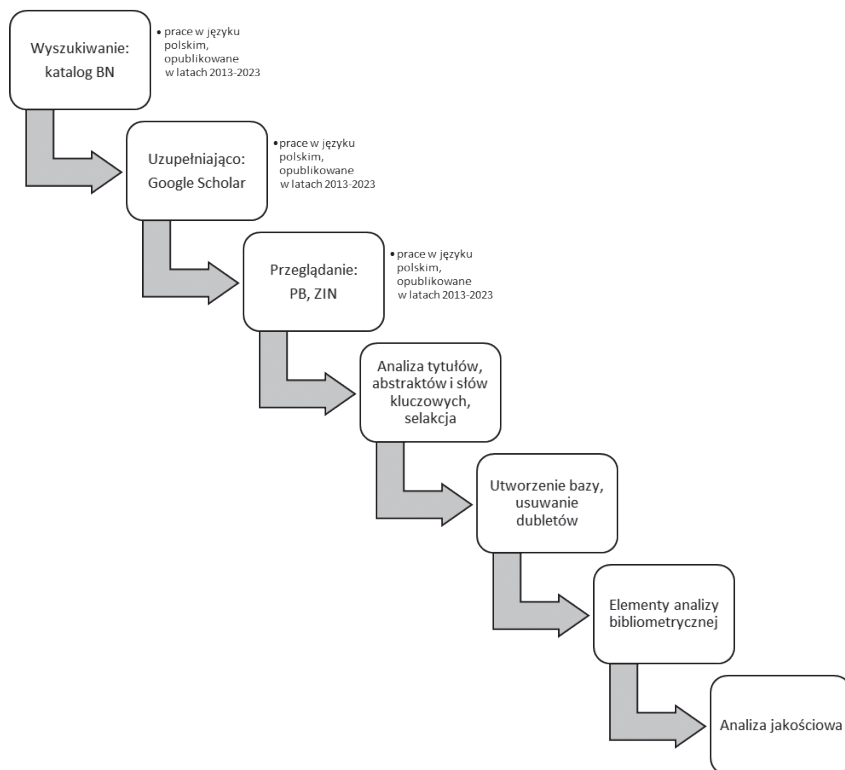 Wyszukiwanie:
katalog BN
• prace w języku
polskim,
opublikowane
w latach 2013-2023
Uzupełniająco:
Google Scholar
• prace w języku
polskim,
opublikowane
w latach 2013-2023
Przeglądanie:
PB, ZIN
• prace w języku
polskim,
opublikowane
w latach 2013-2023
Analiza tytułów,
abstraktów i słów
kluczowych,
selakcja
Utworzenie bazy,
usuwanie
dubletów
Elementy analizy
bibliometrycznej
Analiza jakościowa